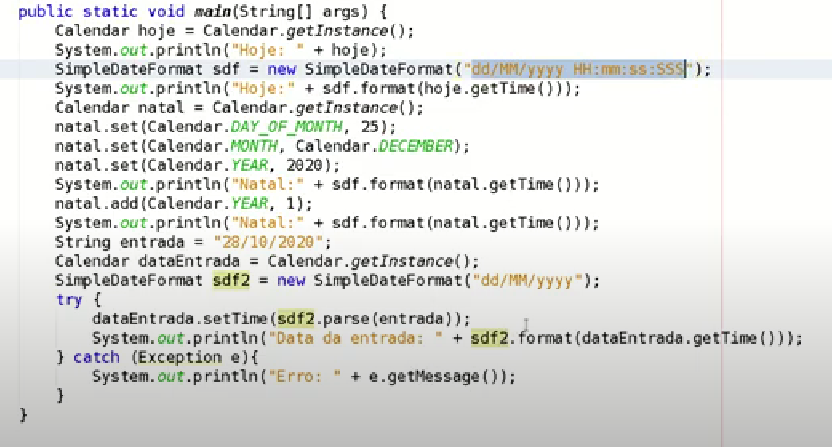 public static void main(String[] args) {
Calendar hoje = Calendar.getInstance();
System.out.println("Hoje: " + hoje);
SimpleDateFormat sdf = new SimpleDateFormat("dd/MM/yyyy HH:mm:ss:SSS");
System.out.println("Hoje:" + sdf.format(hoje.getTime()));
Calendar natal = Calendar.getInstance();
natal.set(Calendar.DAY_OF_MONTH, 25);
natal.set(Calendar.MONTH, Calendar.DECEMBER);
natal.set(Calendar.YEAR, 2020);
System.out.println("Natal:" + sdf.format(natal.getTime()));
natal.add(Calendar.YEAR, 1);
System.out.println("Natal:" + sdf.format(natal.getTime()));
String entrada = "28/10/2020";
Calendar dataEntrada = Calendar.getInstance();
SimpleDateFormat sdf2 = new SimpleDateFormat("dd/MM/yyyy");
try {
dataEntrada.setTime(sdf2.parse(entrada));
System.out.println("Data da entrada: " + sdf2.format(dataEntrada.getTime()));
} catch (Exception e){
System.out.println("Erro: " + e.getMessage());
}
}